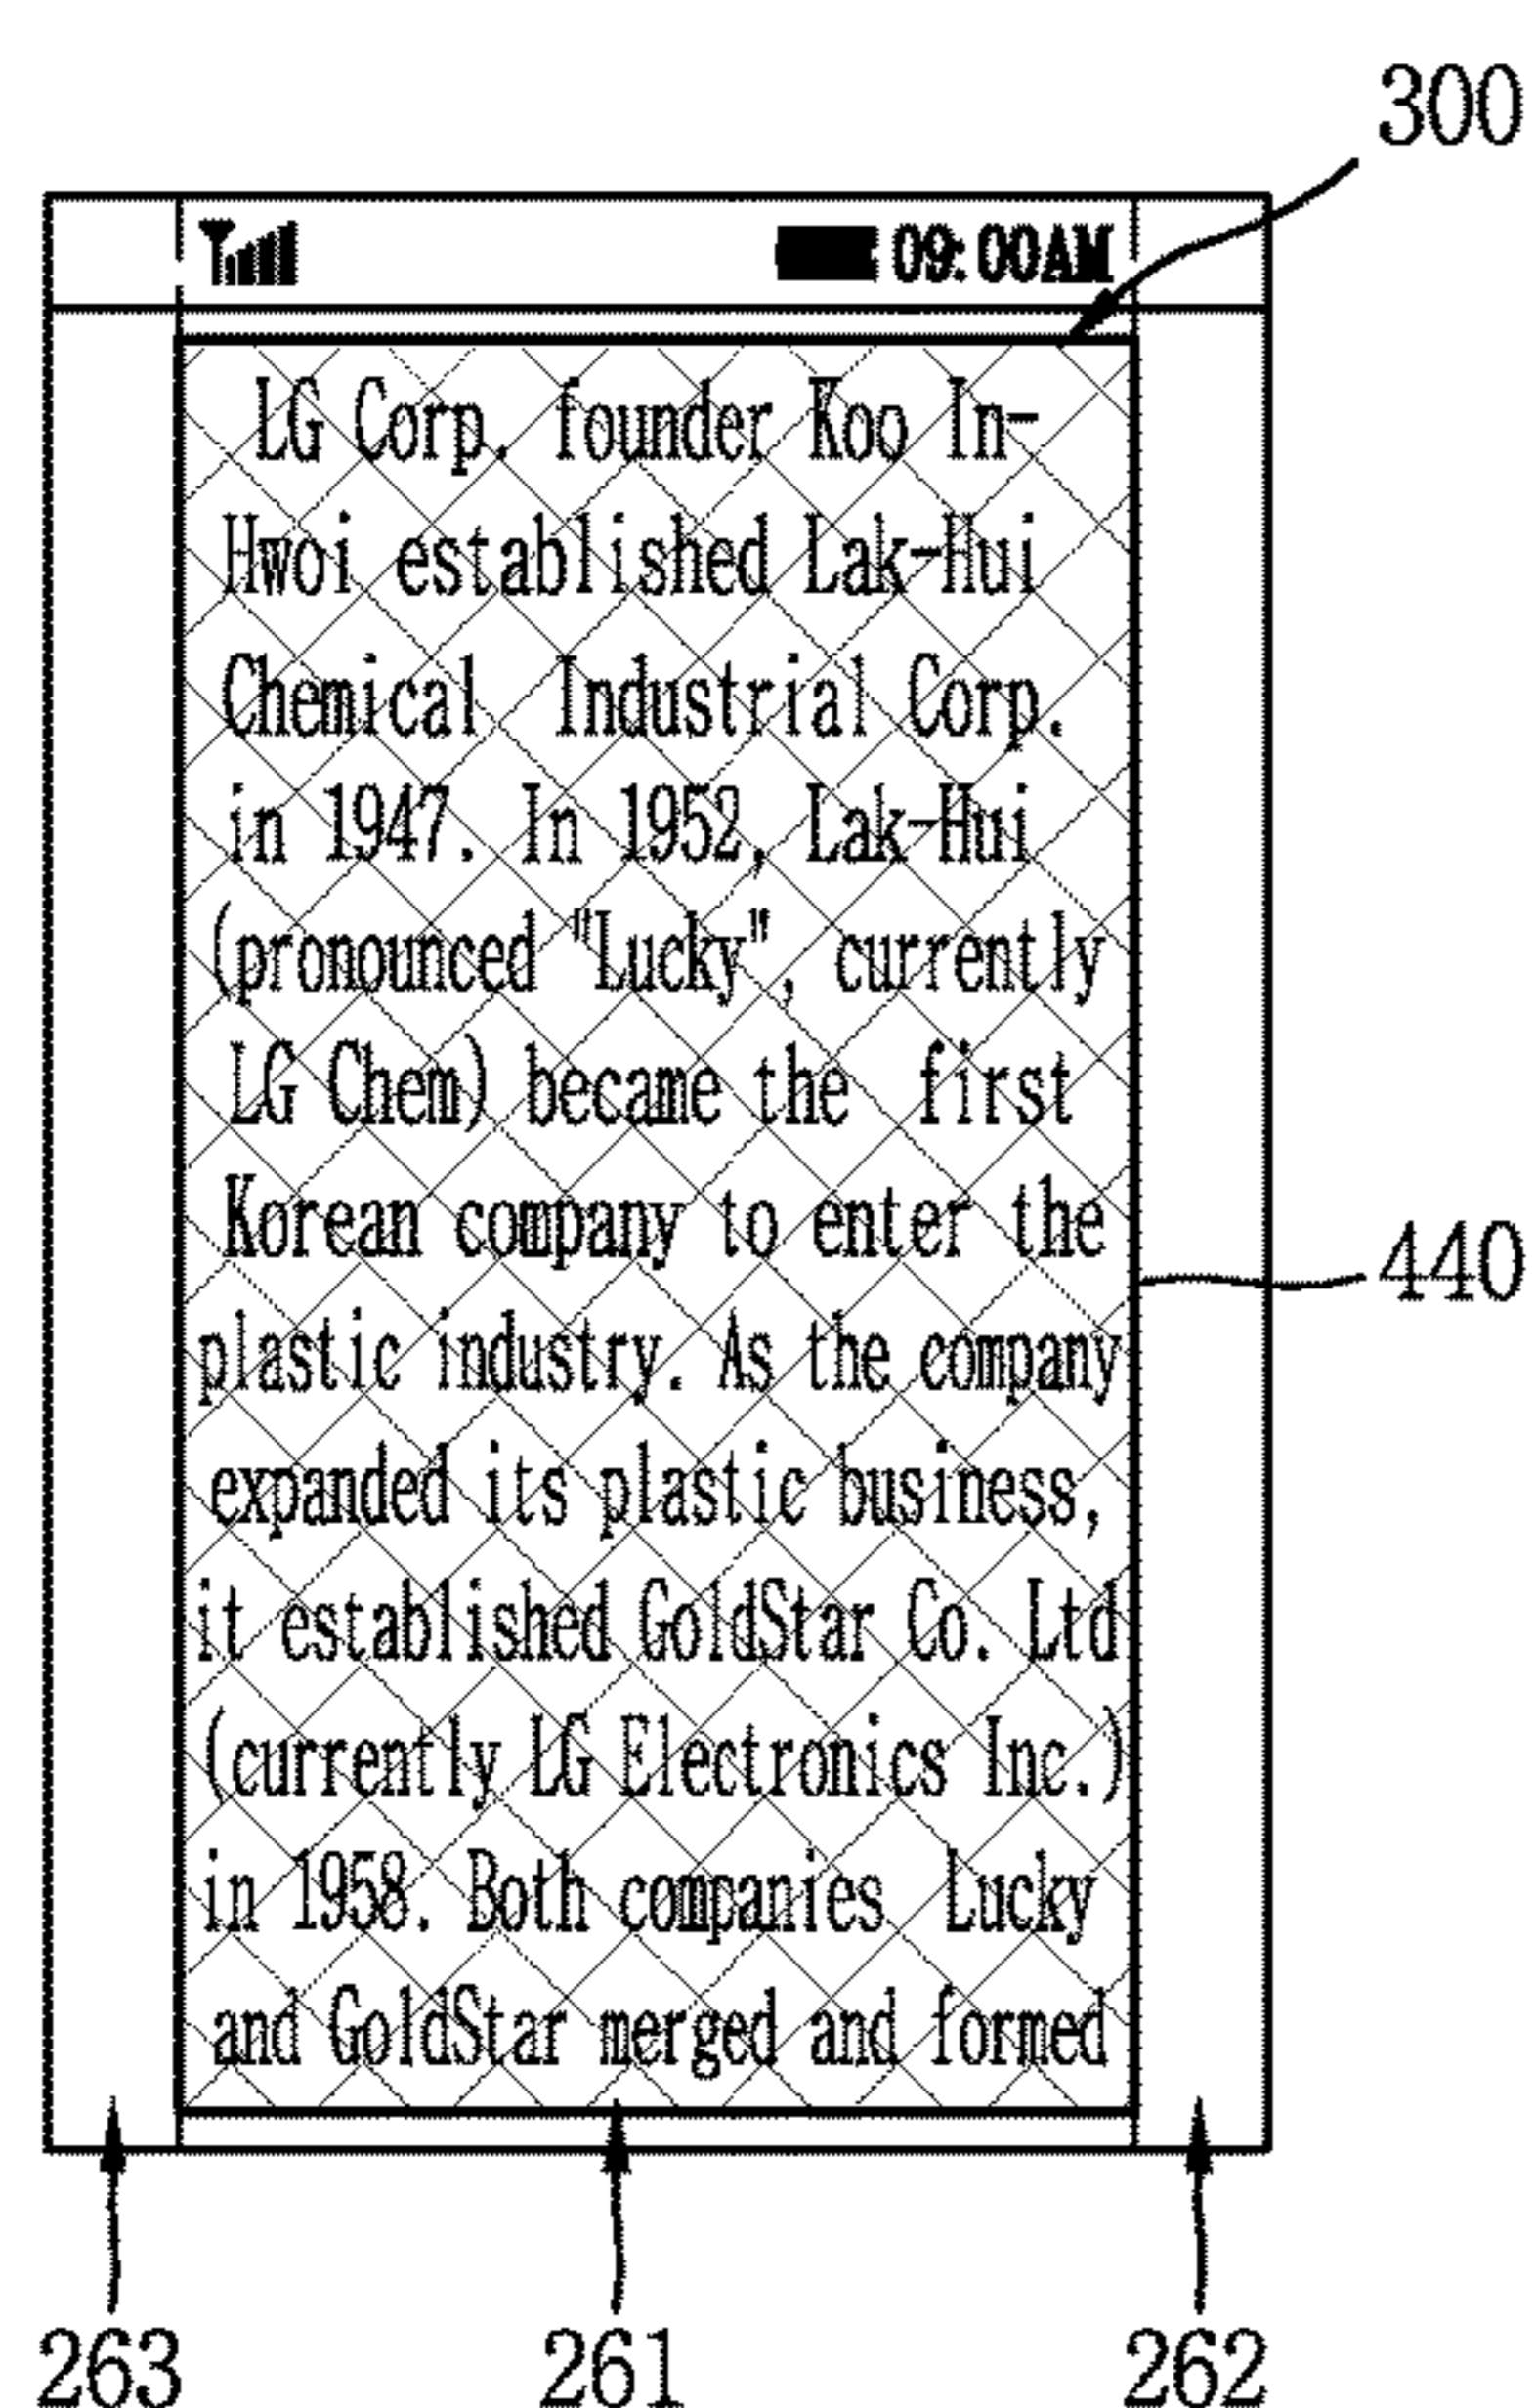 300
09:00AM
LG Corp. founder Koo In-
Hwoi established Lak-Hui
Chemical Industrial Corp.
in 1947. In 1952, Lak-Hui
(pronounced "Lucky", currently
LG Chem) became the first
Korean company to enter the
440
plastic industry. As the company
expanded its plastic business,
it established GoldStar Co. Ltd
(currently LG Electronics Inc.)
in 1958. Both companies Lucky
and GoldStar merged and formed
263 261 262